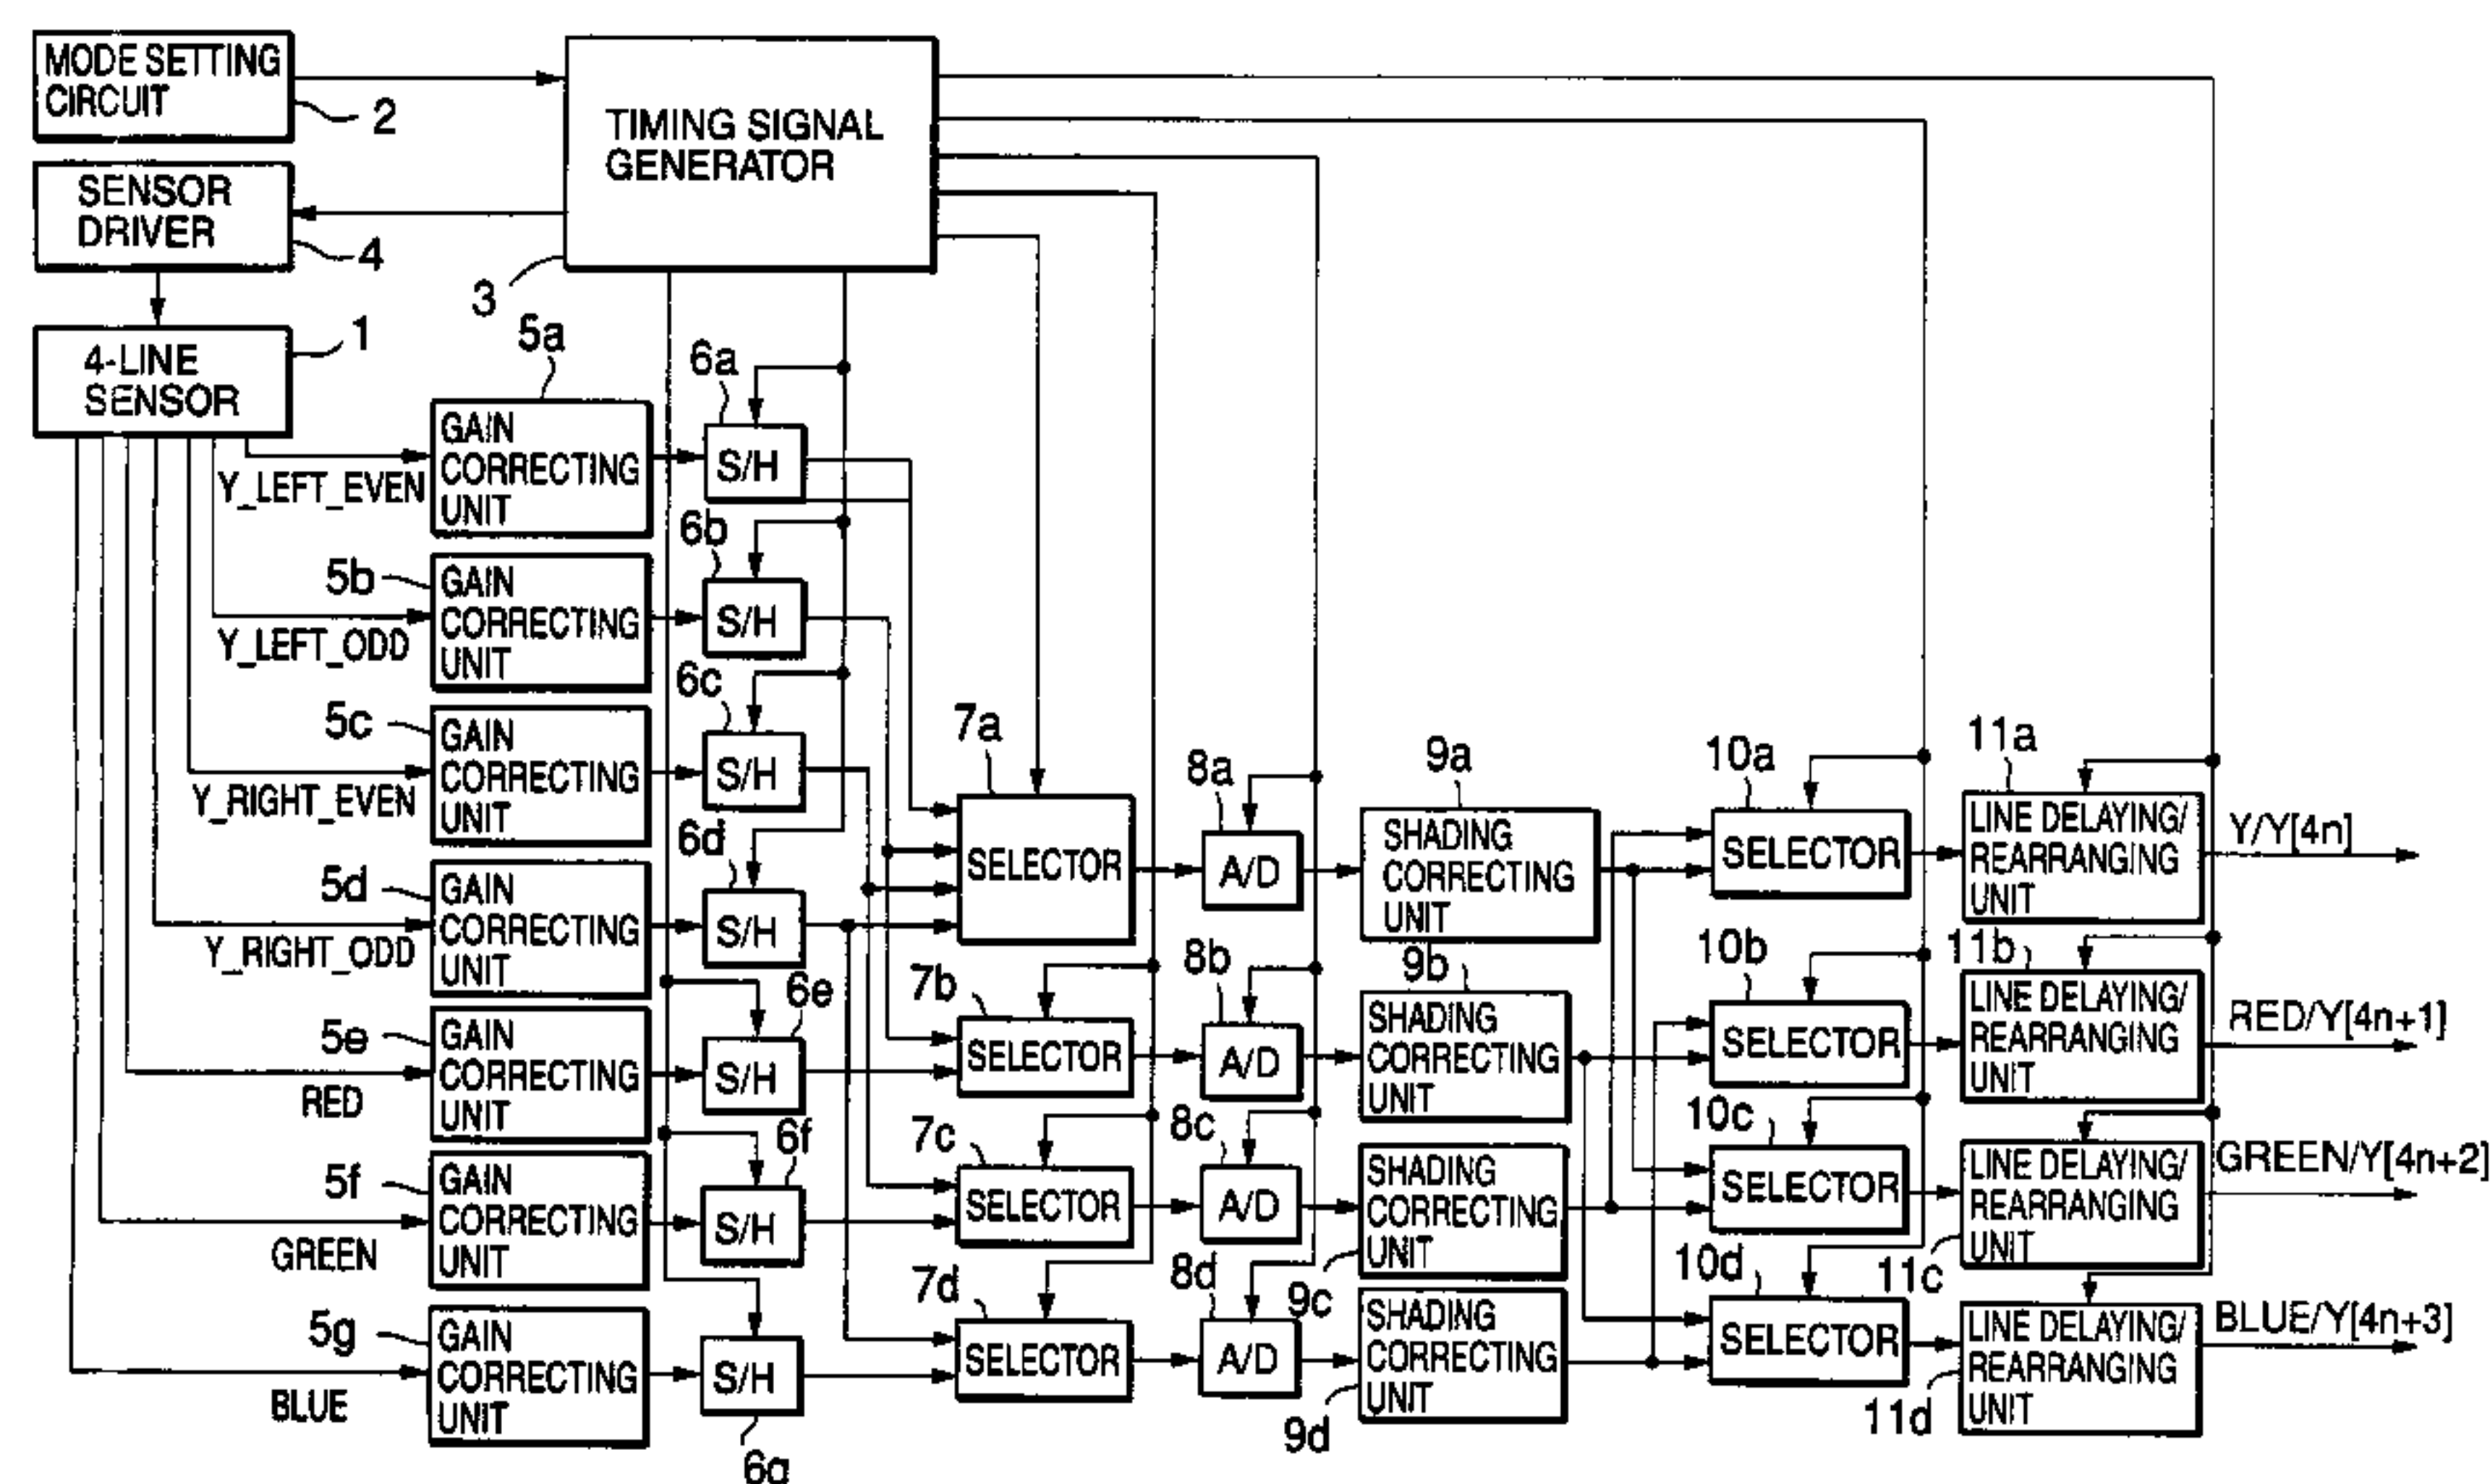 MODE SETTING
CIRCUIT
2
TIMING SIGNAL
GENERATOR
3
SENSOR
DRIVER
4
4-LINE
SENSOR
1
5a
GAIN
CORRECTING
UNIT
Y_LEFT_EVEN
6a
S/H
5b
GAIN
CORRECTING
UNIT
Y_LEFT_ODD
6b
S/H
5c
GAIN
CORRECTING
UNIT
Y_RIGHT_EVEN
6c
S/H
5d
GAIN
CORRECTING
UNIT
Y_RIGHT_ODD
6d
S/H
5e
GAIN
CORRECTING
UNIT
RED
6e
S/H
5f
GAIN
CORRECTING
UNIT
GREEN
6f
S/H
5g
GAIN
CORRECTING
UNIT
BLUE
S/H
6g
7a
SELECTOR
7b
SELECTOR
7c
SELECTOR
7d
SELECTOR
8a
A/D
8b
A/D
8c
A/D
8d
A/D
9a
SHADING
CORRECTING
UNIT
9b
SHADING
CORRECTING
UNIT
SHADING
CORRECTING
UNIT
9c
SHADING
CORRECTING
UNIT
9d
10a
SELECTOR
10b
SELECTOR
10c
SELECTOR
10d
SELECTOR
11a
LINE DELAYING/
REARRANGING
UNIT
Y/Y[4n]
11b
LINE DELAYING/
REARRANGING
UNIT
RED/Y[4n+1]
LINE DELAYING/
REARRANGING
UNIT
11c
GREEN/Y[4n+2]
LINE DELAYING/
REARRANGING
UNIT
11d
BLUE/Y[4n+3]